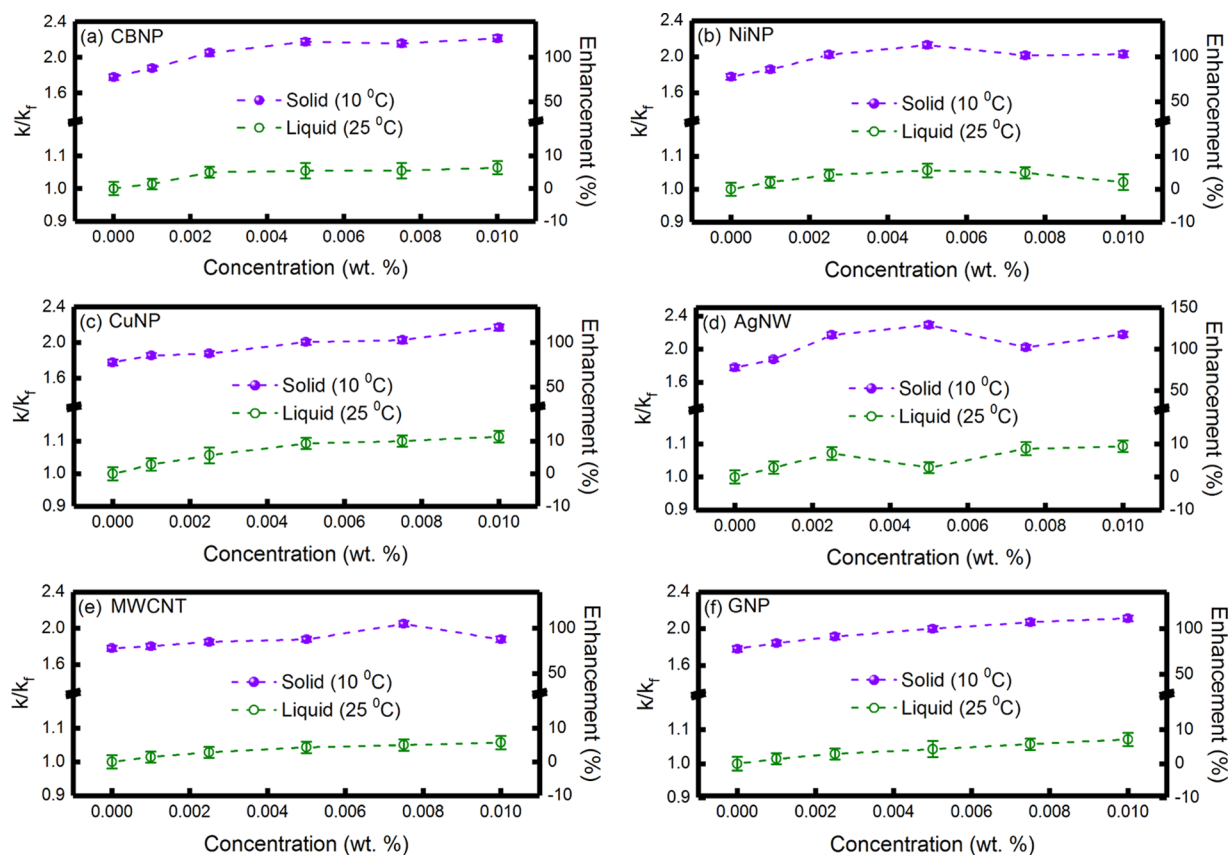 (a) CBNP
2.4
2.0
1.6
1.1
1.0
0.9
k/kf
Solid (10 ⁰C)
Liquid (25 ⁰C)
100
50
10
0
-10
Enhancement (%)
0.000 0.002 0.004 0.006 0.008 0.010
Concentration (wt. %)
(b) NiNP
2.4
2.0
1.6
1.1
1.0
0.9
k/kf
Solid (10 ⁰C)
Liquid (25 ⁰C)
100
50
10
0
-10
Enhancement (%)
0.000 0.002 0.004 0.006 0.008 0.010
Concentration (wt. %)
(c) CuNP
2.4
2.0
1.6
1.1
1.0
0.9
k/kf
Solid (10 ⁰C)
Liquid (25 ⁰C)
100
50
10
0
-10
Enhancement (%)
0.000 0.002 0.004 0.006 0.008 0.010
Concentration (wt. %)
(d) AgNW
2.4
2.0
1.6
1.1
1.0
0.9
k/kf
Solid (10 ⁰C)
Liquid (25 ⁰C)
150
100
50
10
0
-10
Enhancement (%)
0.000 0.002 0.004 0.006 0.008 0.010
Concentration (wt. %)
(e) MWCNT
2.4
2.0
1.6
1.1
1.0
0.9
k/kf
Solid (10 ⁰C)
Liquid (25 ⁰C)
100
50
10
0
-10
Enhancement (%)
0.000 0.002 0.004 0.006 0.008 0.010
Concentration (wt. %)
(f) GNP
2.4
2.0
1.6
1.1
1.0
0.9
k/kf
Solid (10 ⁰C)
Liquid (25 ⁰C)
100
50
10
0
-10
Enhancement (%)
0.000 0.002 0.004 0.006 0.008 0.010
Concentration (wt. %)